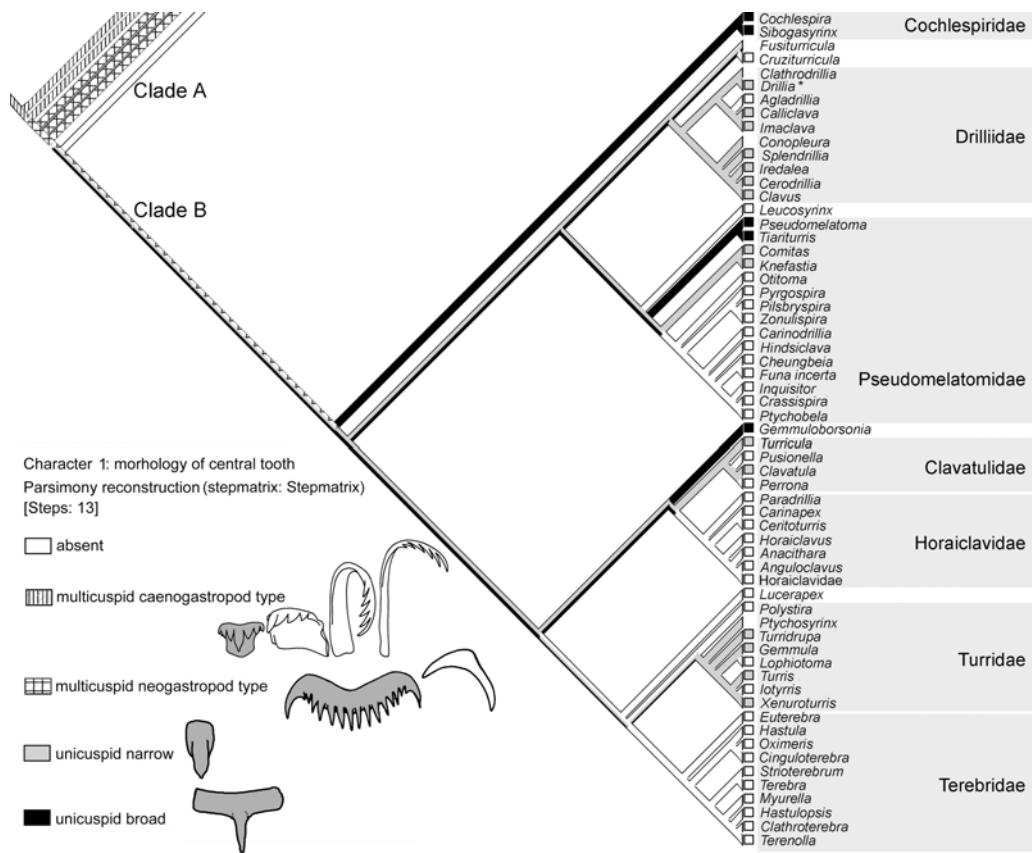 Clade A
Clade B
Cochlespira
Sibogasyrinx
Cochlespiridae
Fusiturricula
Cruziturricula
Clathrodrillia
Drillia *
Agladrillia
Calliclava
Imaclava
Conopleura
Splendrillia
Iredalea
Cerodrillia
Clavus
Drilliidae
Leucosyrinx
Pseudomelatoma
Tiariturris
Comitas
Knefastia
Otitoma
Pyrgospira
Pilsbryspira
Zonulispira
Carinodrillia
Hindsiclava
Cheungbeia
Funa incerta
Inquisitor
Crassispira
Ptychobela
Pseudomelatomidae
Gemmuloborsonia
Turricula
Pusionella
Clavatula
Perrona
Clavatulidae
Paradrillia
Carinapex
Ceritoturris
Horaiclavus
Anacithara
Anguloclavus
Horaiclavidae
Horaiclavidae
Lucerapex
Polystira
Ptychosyrinx
Turridrupa
Gemmula
Lophiotoma
Turris
Iotyrris
Xenuroturris
Turridae
Euterebra
Hastula
Oximeris
Cinguloterebra
Strioterebrum
Terebra
Myurella
Hastulopsis
Clathroterebra
Terenolla
Terebridae
Character 1: morhology of central tooth
Parsimony reconstruction (stepmatrix: Stepmatrix)
[Steps: 13]
absent
multicuspid caenogastropod type
multicuspid neogastropod type
unicuspid narrow
unicuspid broad